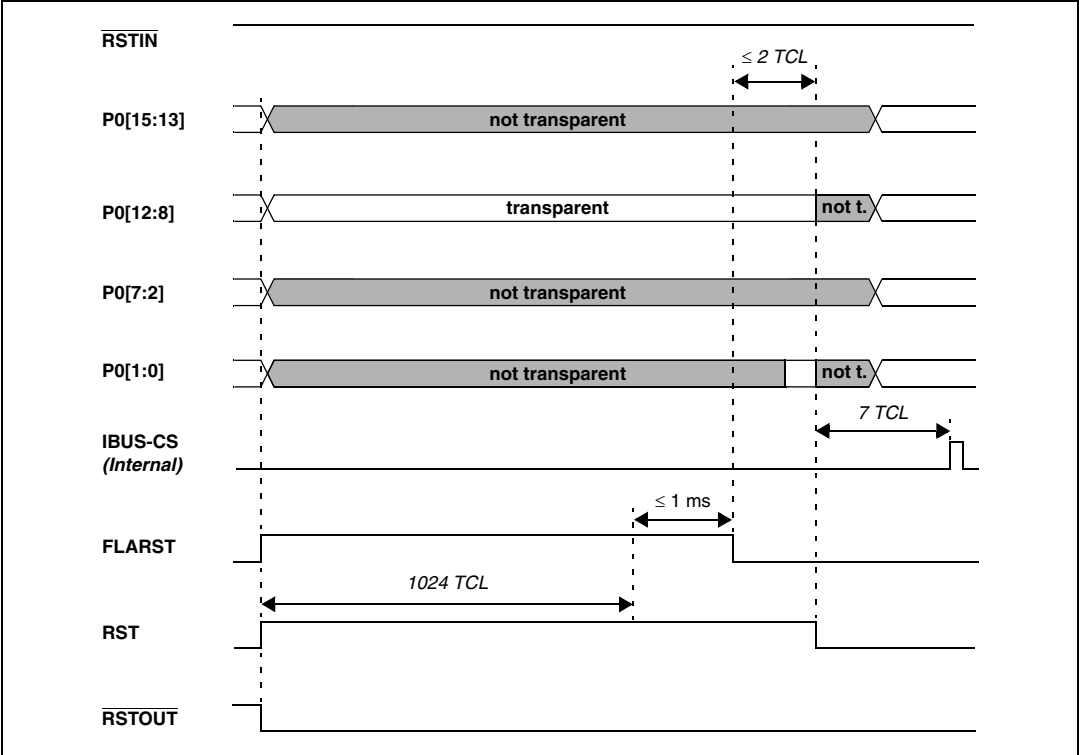 RSTIN
≤ 2 TCL
P0[15:13]
not transparent
P0[12:8]
transparent
not t.
P0[7:2]
not transparent
P0[1:0]
not transparent
not t.
7 TCL
IBUS-CS
(Internal)
≤ 1 ms
FLARST
1024 TCL
RST
RSTOUT